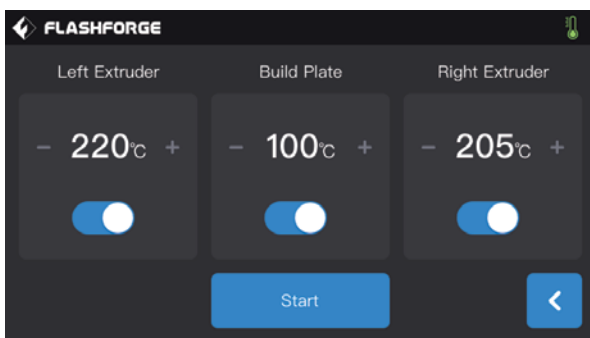 FLASHFORGE
Left Extruder Build Plate Right Extruder
- 220℃ + - 100℃ + - 205℃ +
Start